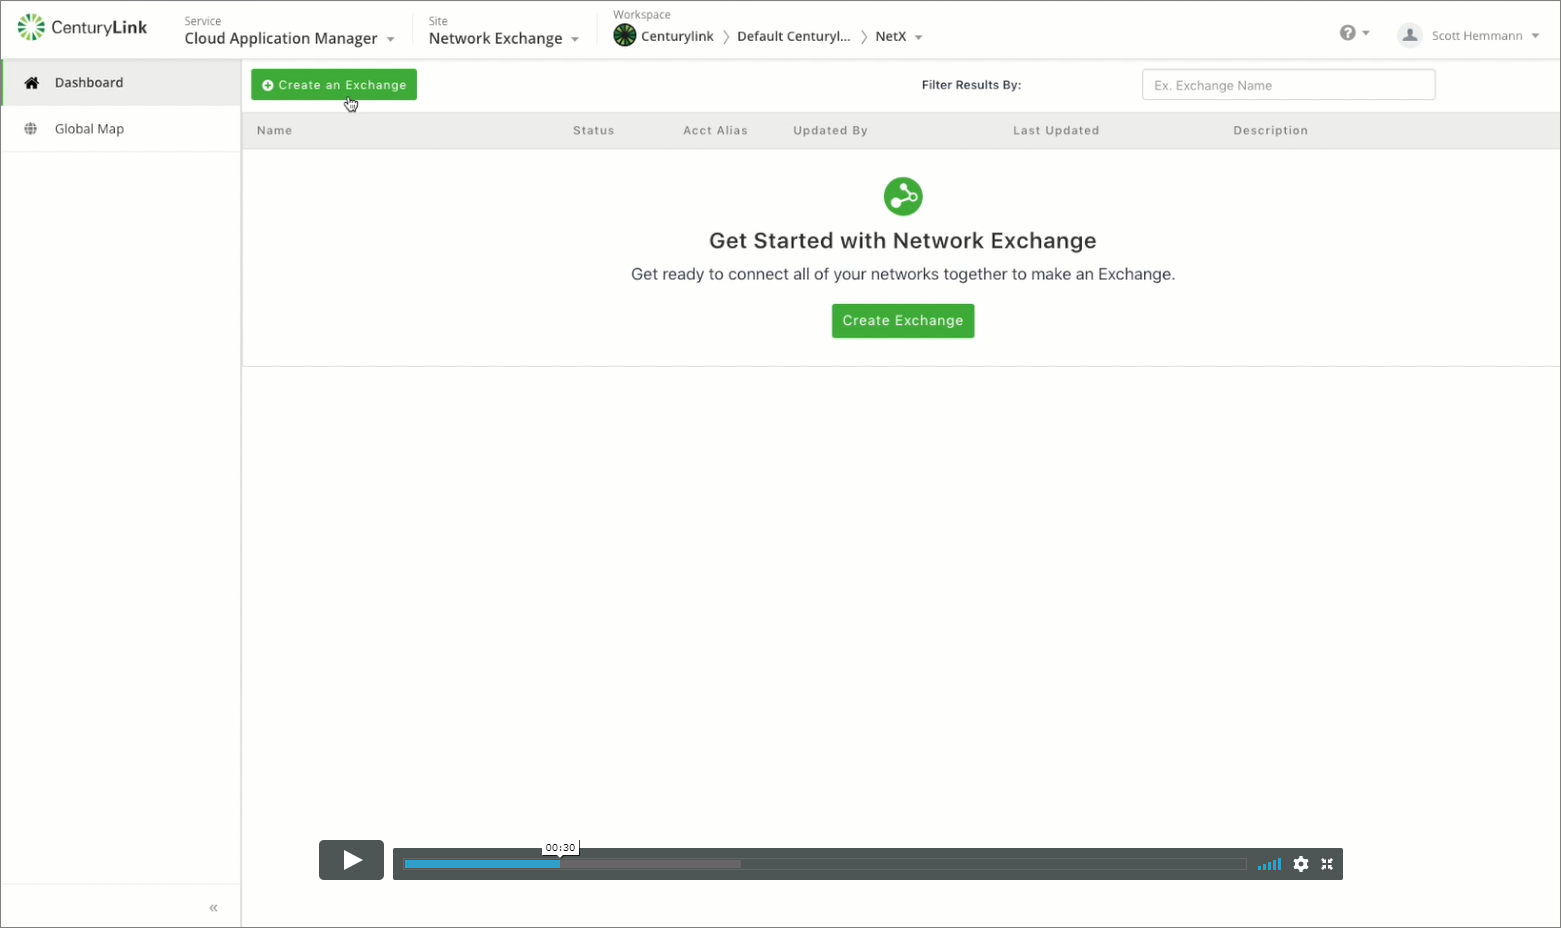 CenturyLink
Service
Cloud Application Manager
Site
Network Exchange
Workspace
Centurylink
Default Centuryl...
NetX
Scott Hemmann
Dashboard
Global Map
Create an Exchange
Filter Results By:
Ex. Exchange Name
Name Status Acct Alias Updated By Last Updated Description
Get Started with Network Exchange
Get ready to connect all of your networks together to make an Exchange.
Create Exchange
00:30